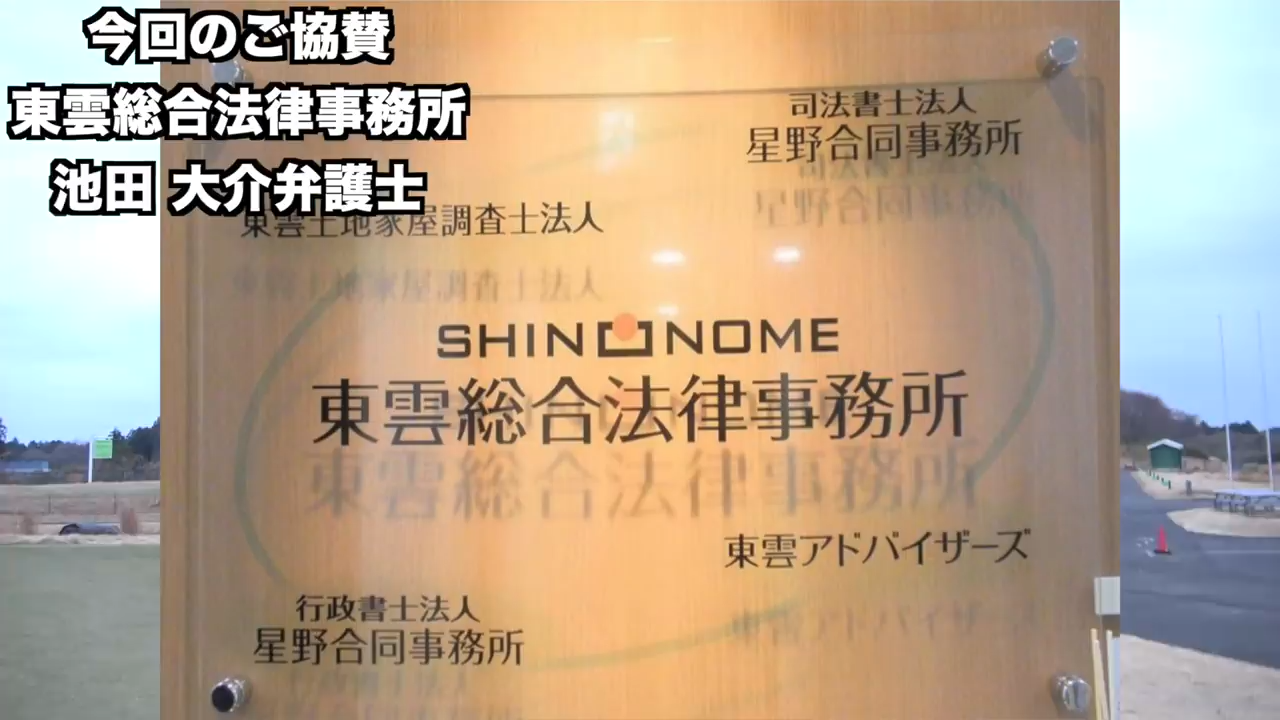 今回のご協賛
東雲総合法律事務所
池田 大介弁護士
司法書士法人
星野合同事務所
東雲土地家屋調査士法人
SHINONOME
東雲総合法律事務所
東雲アドバイザーズ
行政書士法人
星野合同事務所